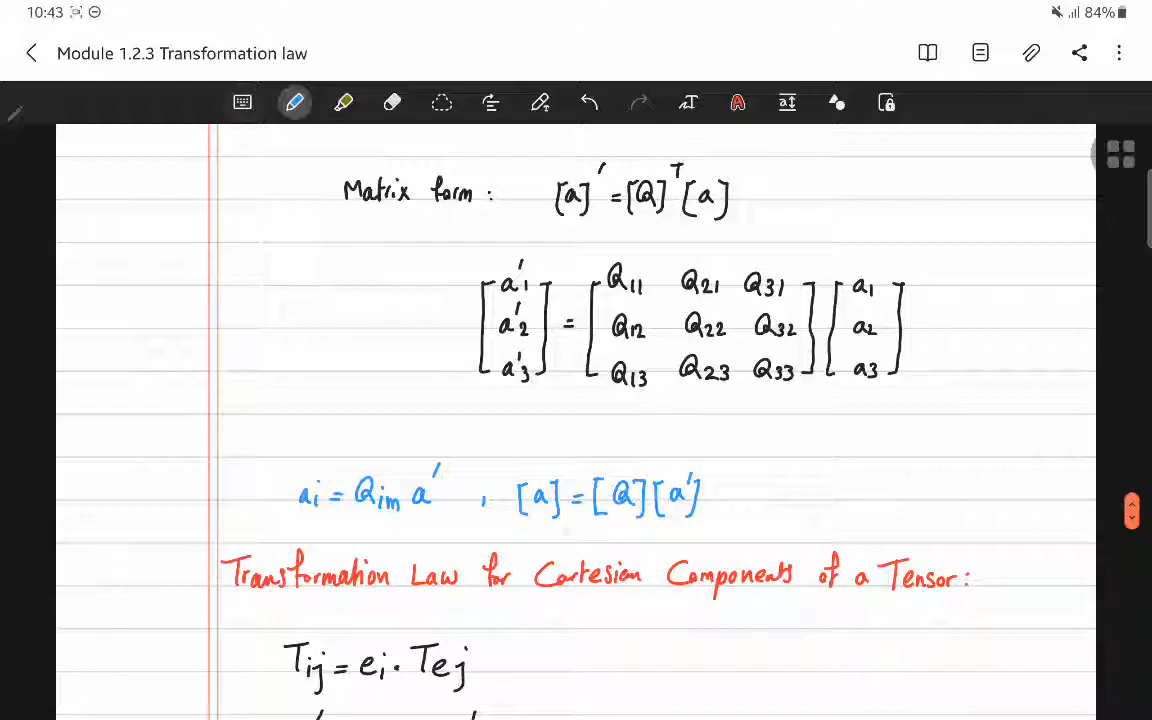 10:43 84%
Module 1.2.3 Transformation law
Matrix form : [a]′ = [Q]ᵀ [a]
[a′1 a′2 a′3] = [Q11 Q21 Q31
Q12 Q22 Q32
Q13 Q23 Q33] [a1 a2 a3]
ai = Qim a′ , [a] = [Q][a′]
Transformation Law for Cartesian Components of a Tensor :
Tij = ei · Tej